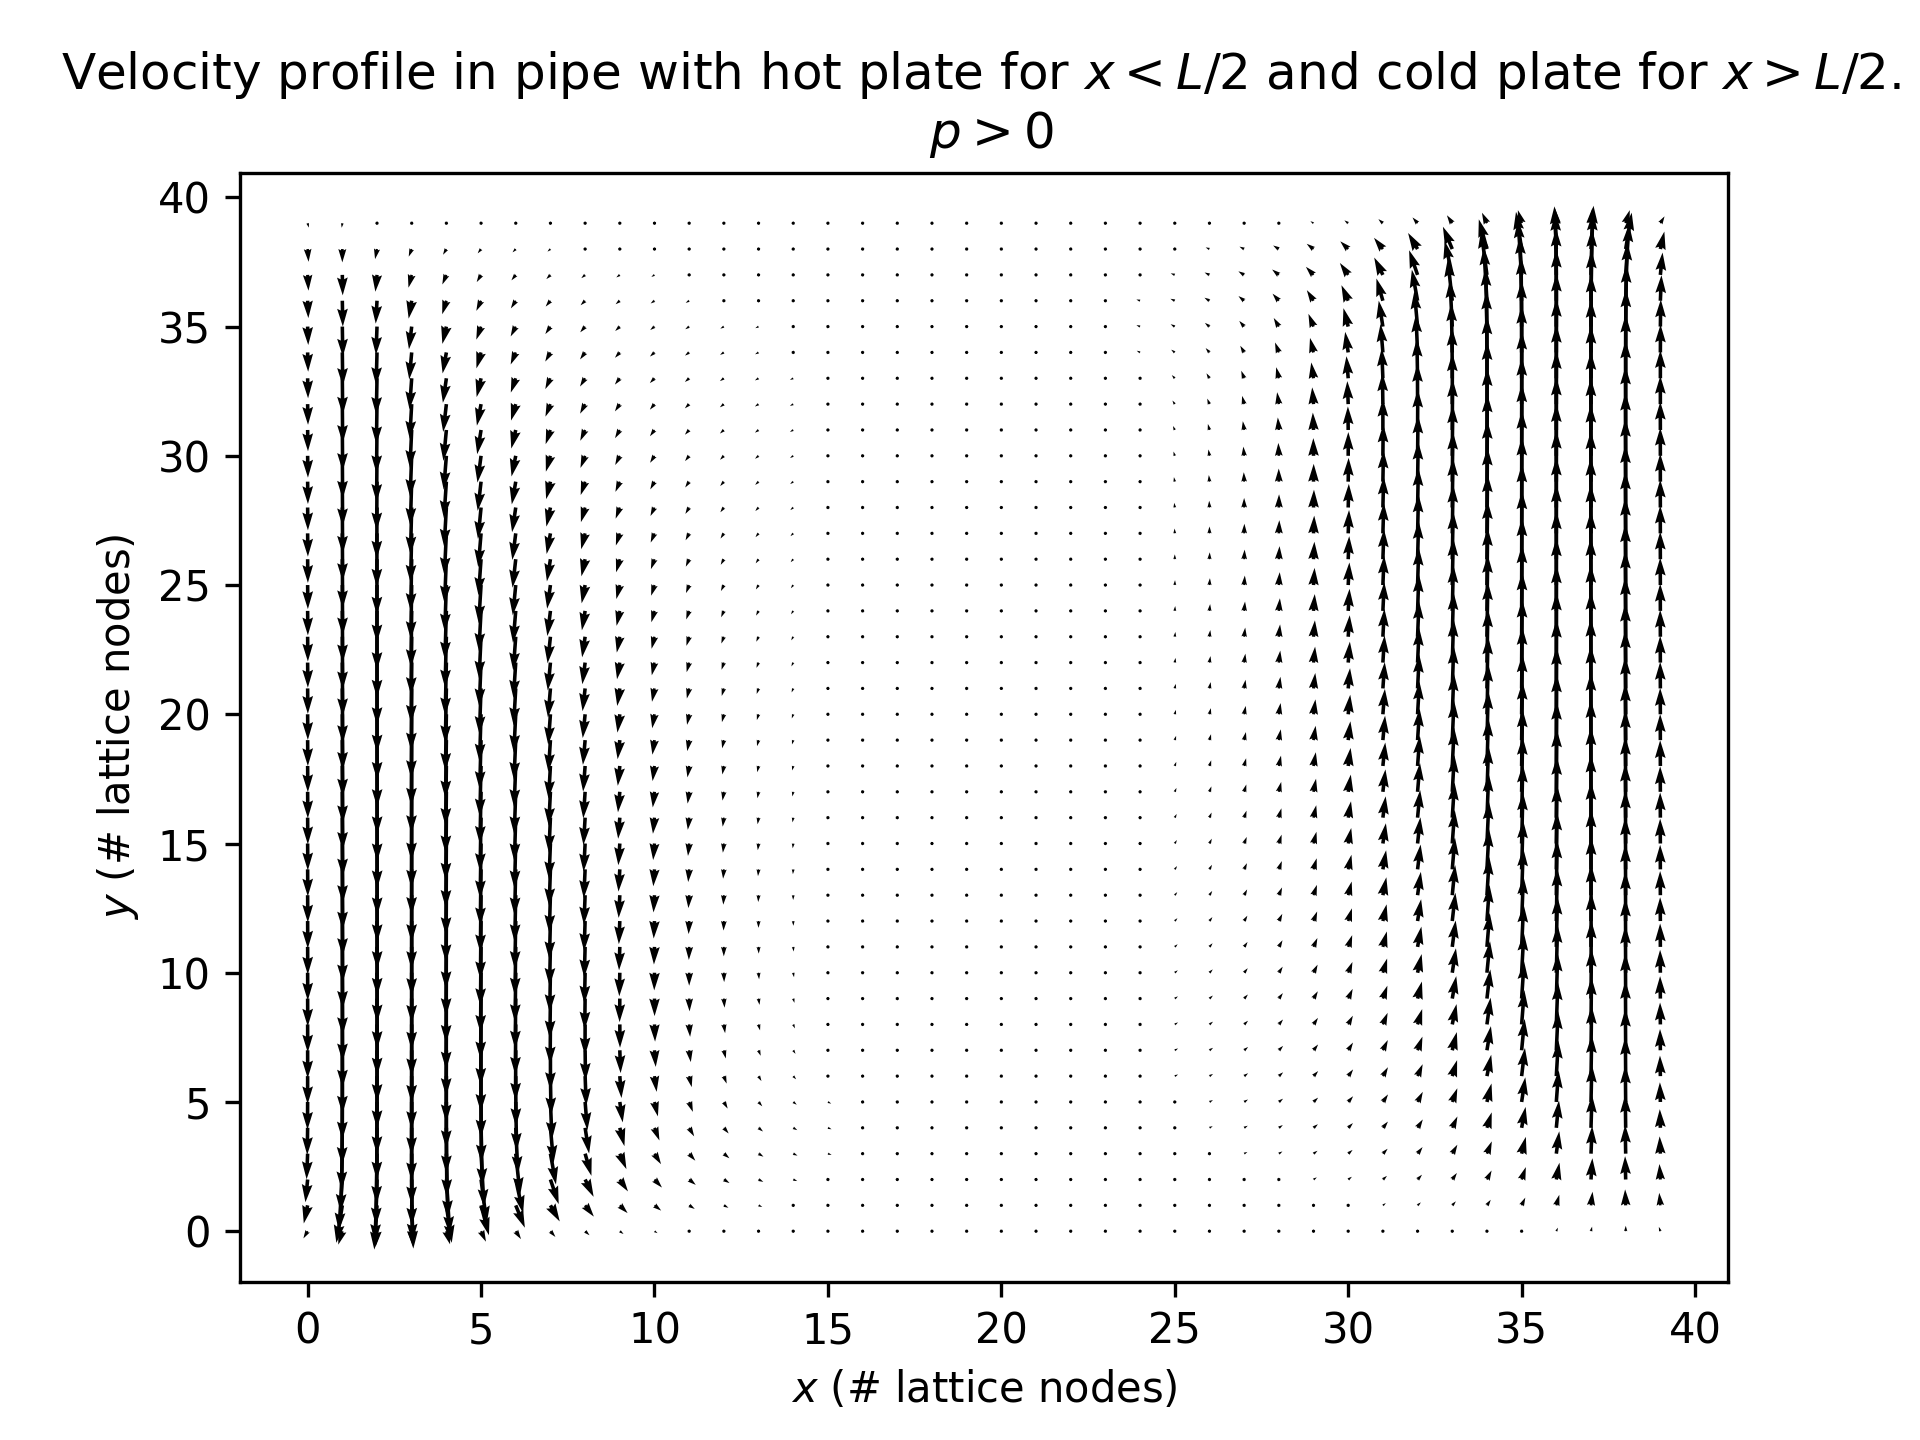 Velocity profile in pipe with hot plate for x < L/2 and cold plate for x > L/2.
p > 0
40
35
30
25
20
15
10
5
0
y (# lattice nodes)
0 5 10 15 20 25 30 35 40
x (# lattice nodes)